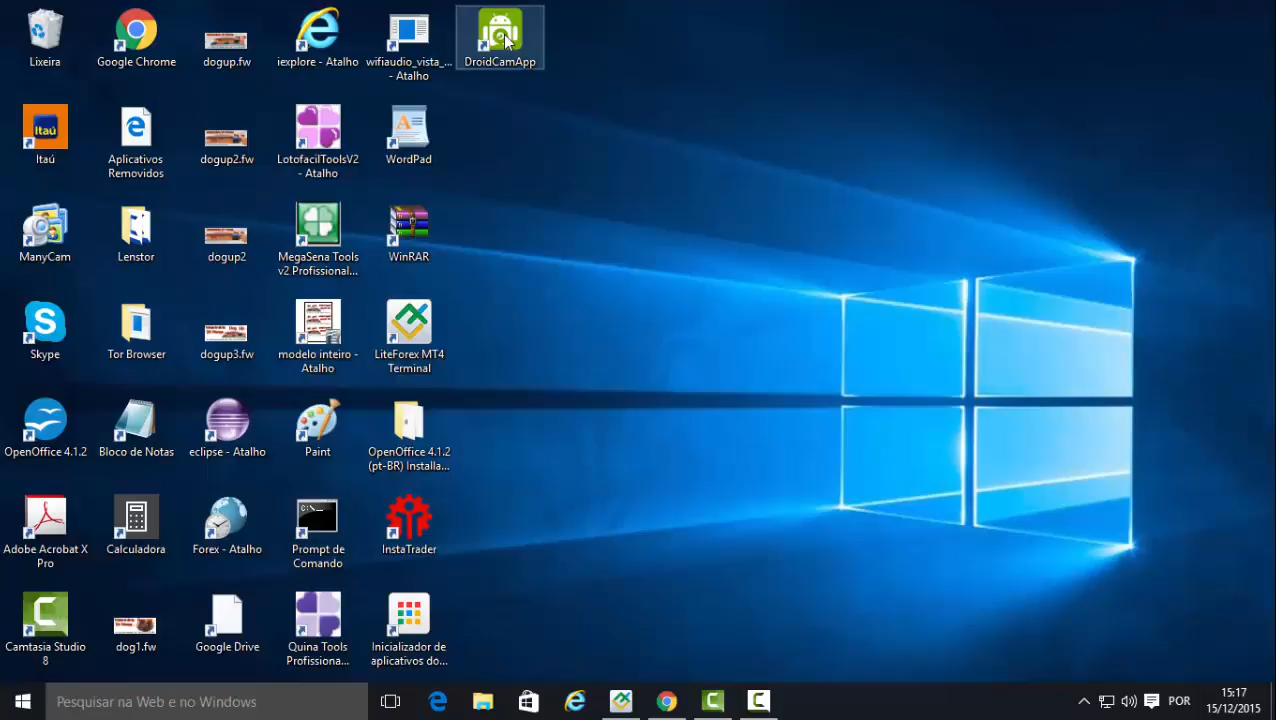 Lixeira
Google Chrome
dogup.fw
iexplore - Atalho
wifiaudio_vista_...
- Atalho
DroidCamApp
Itaú
Itaú
Aplicativos
Removidos
dogup2.fw
LotofacilToolsV2
- Atalho
WordPad
ManyCam
Lenstor
dogup2
MegaSena Tools
v2 Profissional...
WinRAR
Skype
Tor Browser
dogup3.fw
modelo inteiro -
Atalho
LiteForex MT4
Terminal
OpenOffice 4.1.2
Bloco de Notas
eclipse - Atalho
Paint
OpenOffice 4.1.2
(pt-BR) Installa...
Adobe Acrobat X
Pro
Calculadora
Forex - Atalho
C:\_
Prompt de
Comando
InstaTrader
Camtasia Studio
8
dog1.fw
Google Drive
Quina Tools
Profissiona...
Inicializador de
aplicativos do...
Pesquisar na Web e no Windows
POR
15:17
15/12/2015